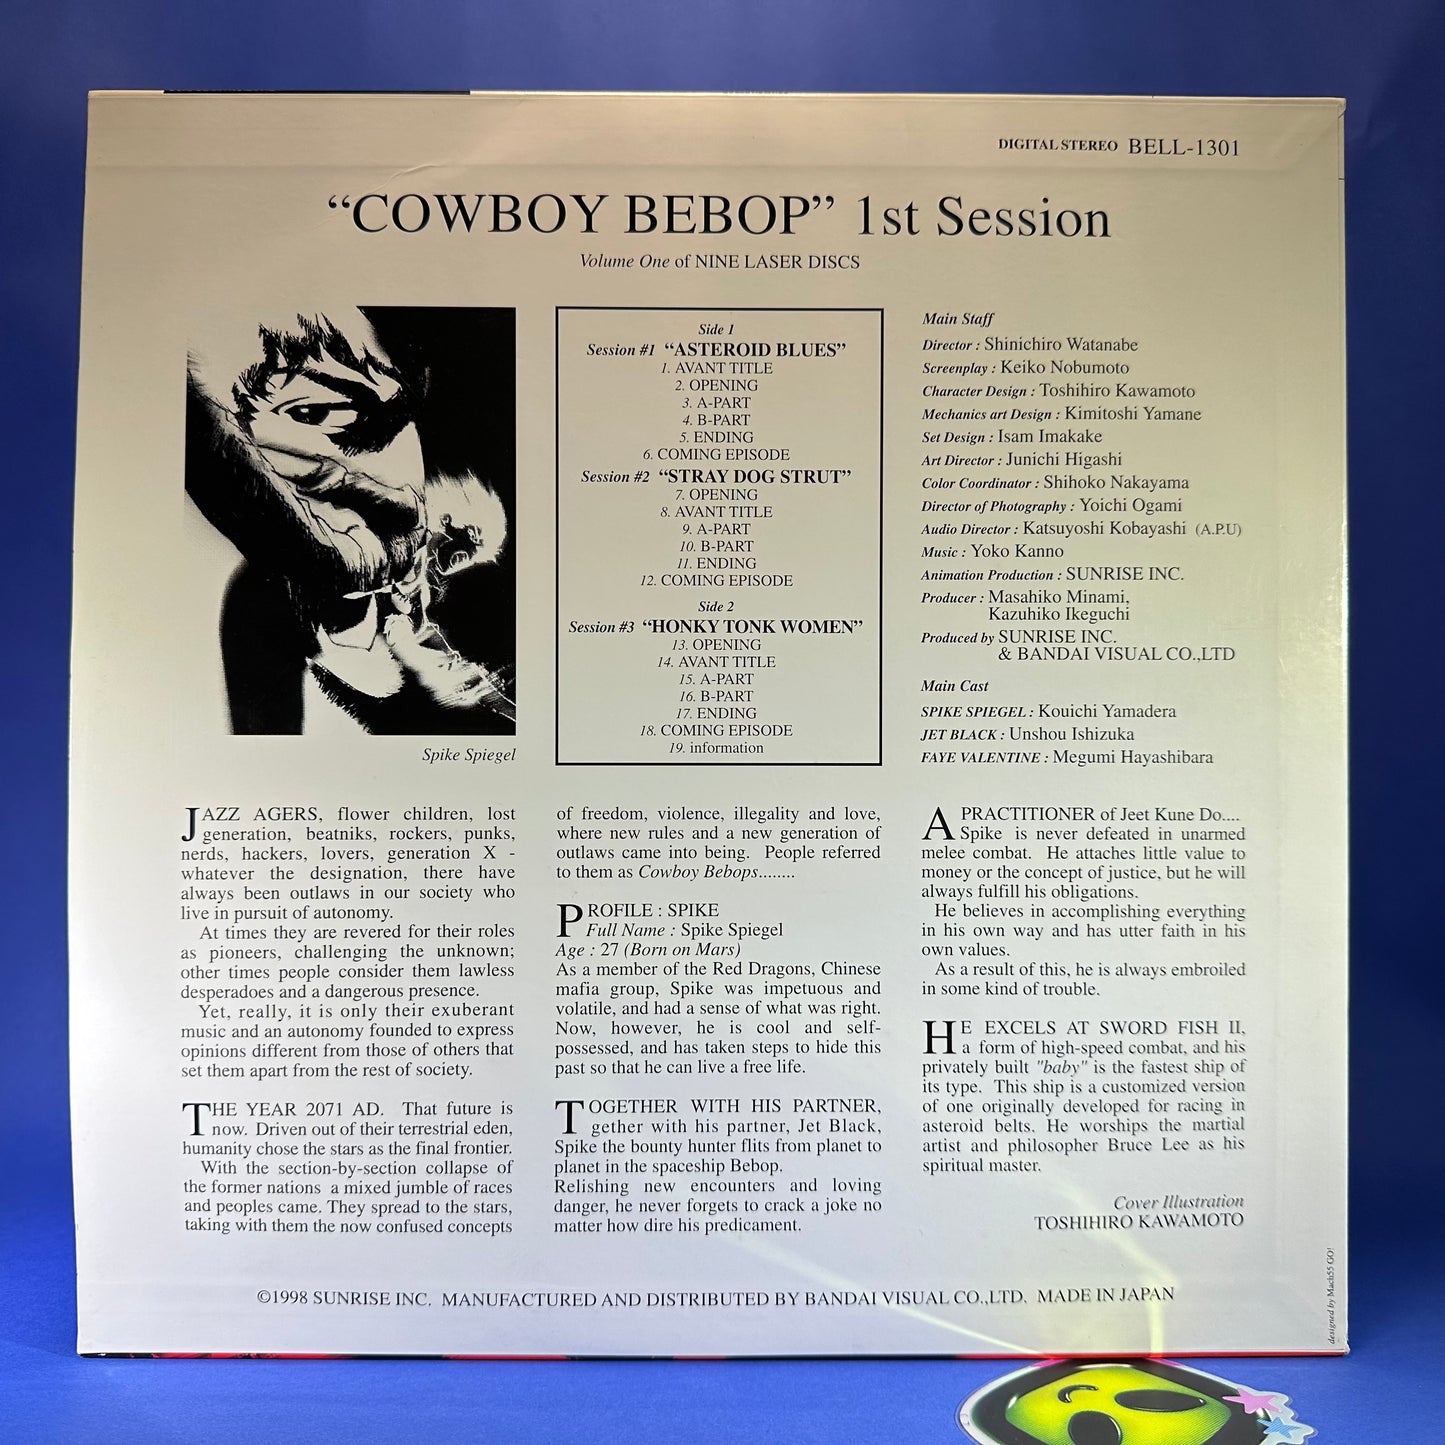 DIGITAL STEREO BELL-1301
“COWBOY BEBOP” 1st Session
Volume One of NINE LASER DISCS
Spike Spiegel
Side 1
Session #1 “ASTEROID BLUES”
1. AVANT TITLE
2. OPENING
3. A-PART
4. B-PART
5. ENDING
6. COMING EPISODE
Session #2 “STRAY DOG STRUT”
7. OPENING
8. AVANT TITLE
9. A-PART
10. B-PART
11. ENDING
12. COMING EPISODE
Side 2
Session #3 “HONKY TONK WOMEN”
13. OPENING
14. AVANT TITLE
15. A-PART
16. B-PART
17. ENDING
18. COMING EPISODE
19. information
Main Staff
Director : Shinichiro Watanabe
Screenplay : Keiko Nobumoto
Character Design : Toshihiro Kawamoto
Mechanics art Design : Kimitoshi Yamane
Set Design : Isam Imakake
Art Director : Junichi Higashi
Color Coordinator : Shihoko Nakayama
Director of Photography : Yoichi Ogami
Audio Director : Katsuyoshi Kobayashi (A.P.U)
Music : Yoko Kanno
Animation Production : SUNRISE INC.
Producer : Masahiko Minami,
Kazuhiko Ikeguchi
Produced by SUNRISE INC.
& BANDAI VISUAL CO.,LTD
Main Cast
SPIKE SPIEGEL : Kouichi Yamadera
JET BLACK : Unshou Ishizuka
FAYE VALENTINE : Megumi Hayashibara
JAZZ AGERS, flower children, lost
generation, beatniks, rockers, punks,
nerds, hackers, lovers, generation X -
whatever the designation, there have
always been outlaws in our society who
live in pursuit of autonomy.
At times they are revered for their roles
as pioneers, challenging the unknown;
other times people consider them lawless
desperadoes and a dangerous presence.
Yet, really, it is only their exuberant
music and an autonomy founded to express
opinions different from those of others that
set them apart from the rest of society.
THE YEAR 2071 AD. That future is
now. Driven out of their terrestrial eden,
humanity chose the stars as the final frontier.
With the section-by-section collapse of
the former nations a mixed jumble of races
and peoples came. They spread to the stars,
taking with them the now confused concepts
of freedom, violence, illegality and love,
where new rules and a new generation of
outlaws came into being. People referred
to them as Cowboy Bebops........
PROFILE : SPIKE
Full Name : Spike Spiegel
Age : 27 (Born on Mars)
As a member of the Red Dragons, Chinese
mafia group, Spike was impetuous and
volatile, and had a sense of what was right.
Now, however, he is cool and self-
possessed, and has taken steps to hide this
past so that he can live a free life.
TOGETHER WITH HIS PARTNER,
gether with his partner, Jet Black,
Spike the bounty hunter flits from planet to
planet in the spaceship Bebop.
Relishing new encounters and loving
danger, he never forgets to crack a joke no
matter how dire his predicament.
A PRACTITIONER of Jeet Kune Do....
Spike is never defeated in unarmed
melee combat. He attaches little value to
money or the concept of justice, but he will
always fulfill his obligations.
He believes in accomplishing everything
in his own way and has utter faith in his
own values.
As a result of this, he is always embroiled
in some kind of trouble.
HE EXCELS AT SWORD FISH II,
a form of high-speed combat, and his
privately built "baby" is the fastest ship of
its type. This ship is a customized version
of one originally developed for racing in
asteroid belts. He worships the martial
artist and philosopher Bruce Lee as his
spiritual master.
Cover Illustration
TOSHIHIRO KAWAMOTO
©1998 SUNRISE INC. MANUFACTURED AND DISTRIBUTED BY BANDAI VISUAL CO.,LTD. MADE IN JAPAN
designed by Mach55 GO!